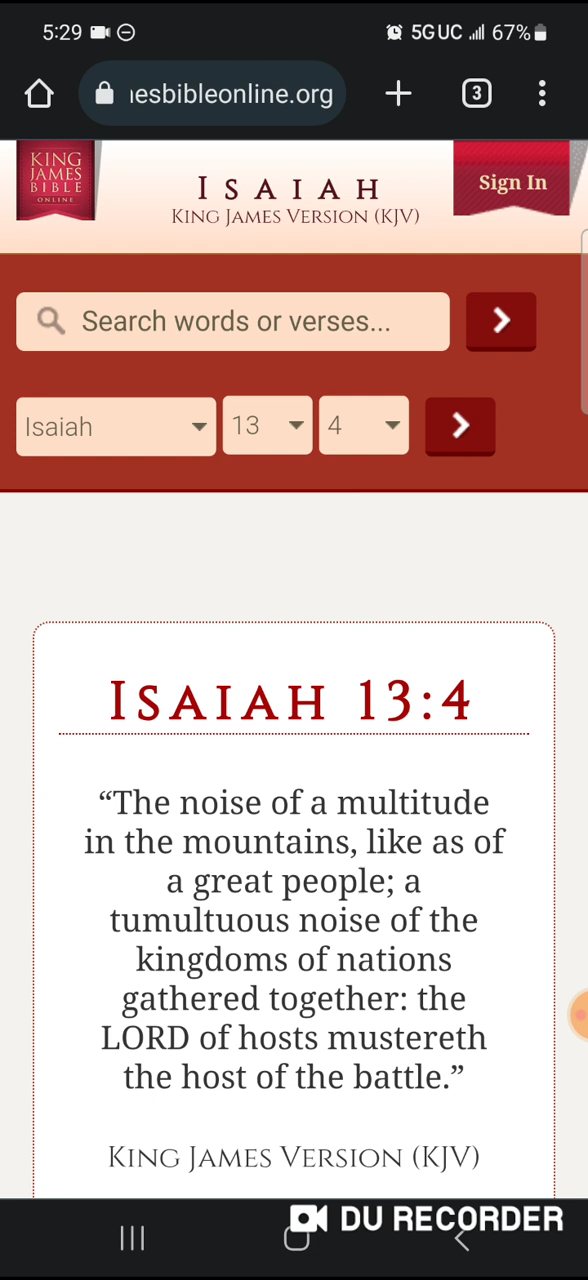 5:29 5GUC 67%
nesbibleonline.org 3
KING
JAMES
BIBLE
ONLINE
ISAIAH
KING JAMES VERSION (KJV)
Sign In
Search words or verses...
Isaiah 13 4
ISAIAH 13:4
“The noise of a multitude
in the mountains, like as of
a great people; a
tumultuous noise of the
kingdoms of nations
gathered together: the
LORD of hosts mustereth
the host of the battle.”
KING JAMES VERSION (KJV)
DU RECORDER